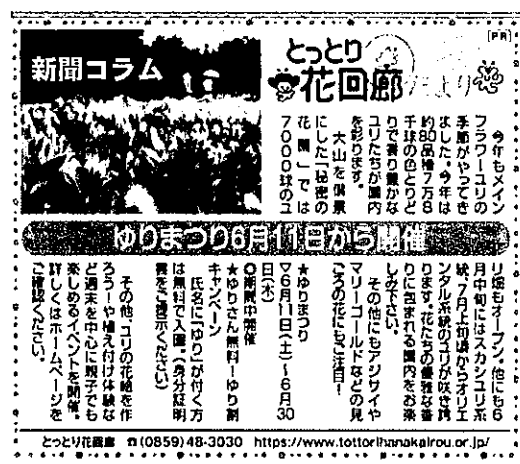 [PR]
新聞コラム
とっとり
花回廊だより
今年もメイン
フラワーユリの
季節がやってき
ました。今年は
約80品種7万8
千球の色とりど
りで香り豊かな
ユリたちが園内
を彩ります。
大山を借景
にした「秘密の
花園」では
7000球のユ
ゆりまつり6月11日から開催
リ畑もオープン。他にも6
月中旬にはスカシユリ系
統、7月上旬頃からオリエ
ンタル系統のユリが咲き誇
ります。花たちの優雅な香
りに包まれる園内をお楽
しみ下さい。
その他にもアジサイや
マリーゴールドなどの見
ごろの花にもご注目!
★ゆりまつり
▽6月11日(土)〜6月30
日(木)
◎期間中開催
★ゆりさん無料!ゆり割
キャンペーン
氏名に「ゆり」が付く方
は無料で入園(身分証明
書をご提示ください)
その他、ユリの花絵を作
ろう!や植え付け体験な
ど週末を中心に親子でも
楽しめるイベントを開催。
詳しくはホームページを
ご確認ください。
とっとり花回廊 ☎(0859)48-3030 https://www.tottorihanakairou.or.jp/